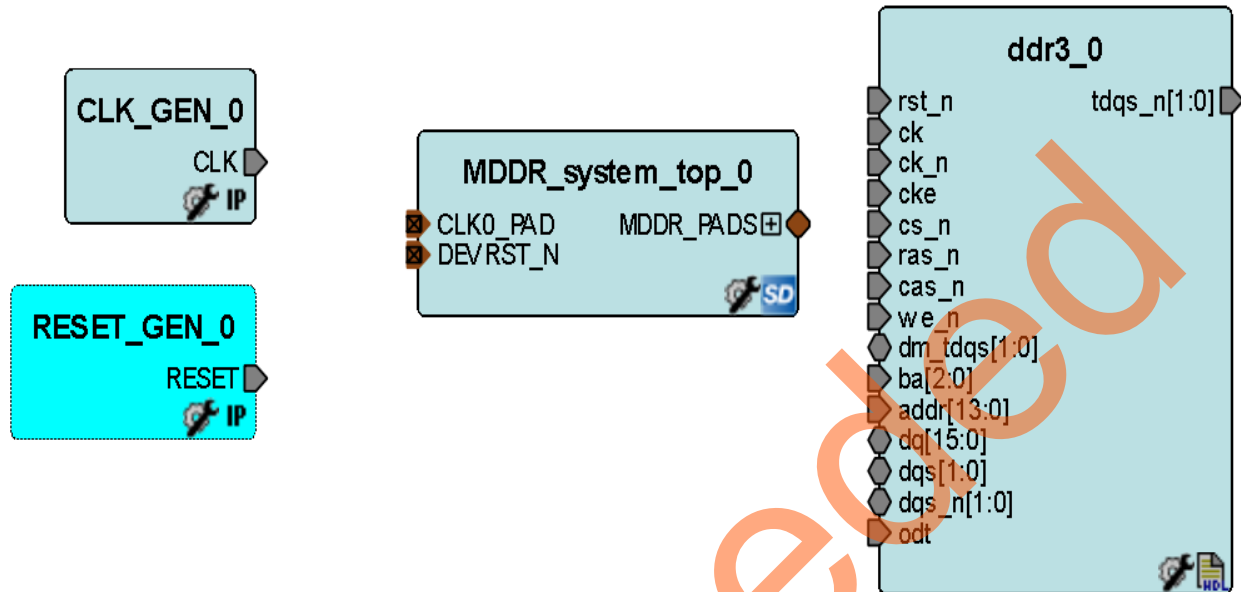 CLK_GEN_0
CLK
IP
RESET_GEN_0
RESET
IP
MDDR_system_top_0
CLK0_PAD MDDR_PADS
DEVRST_N
SD
ddr3_0
rst_n tdqs_n[1:0]
ck
ck_n
cke
cs_n
ras_n
cas_n
we_n
dm_tdqs[1:0]
ba[2:0]
addr[13:0]
dq[15:0]
dqs[1:0]
dqs_n[1:0]
odt
HDL
eded